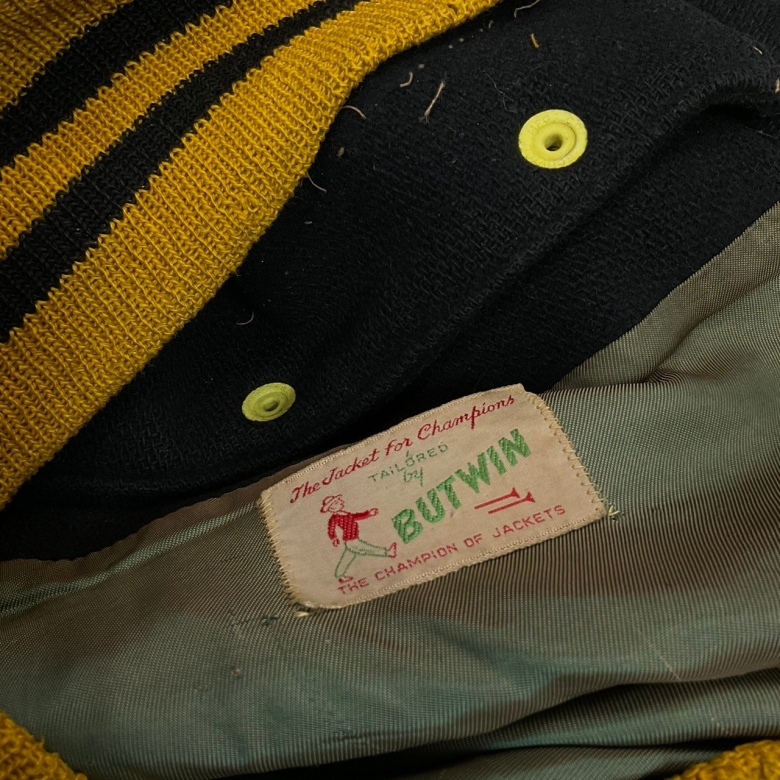 The Jacket for Champions
TAILORED
by
BUTWIN
THE CHAMPION OF JACKETS